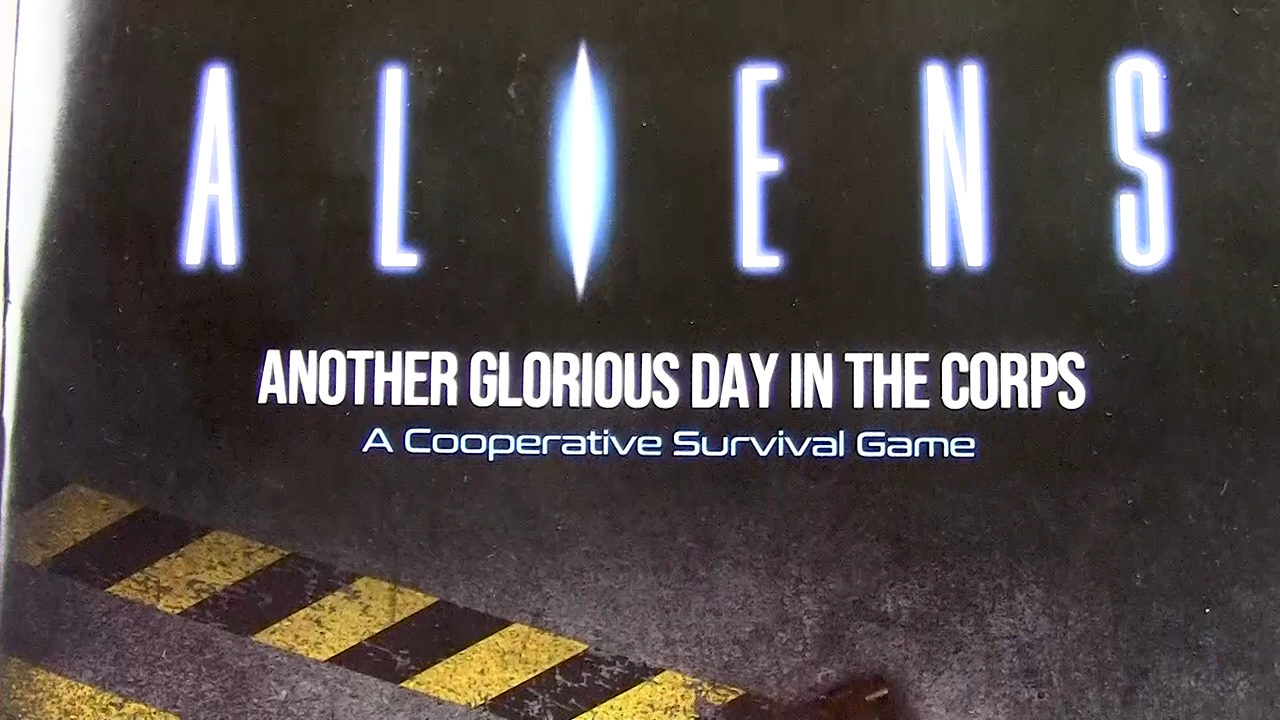 ALIENS
ANOTHER GLORIOUS DAY IN THE CORPS
A Cooperative Survival Game